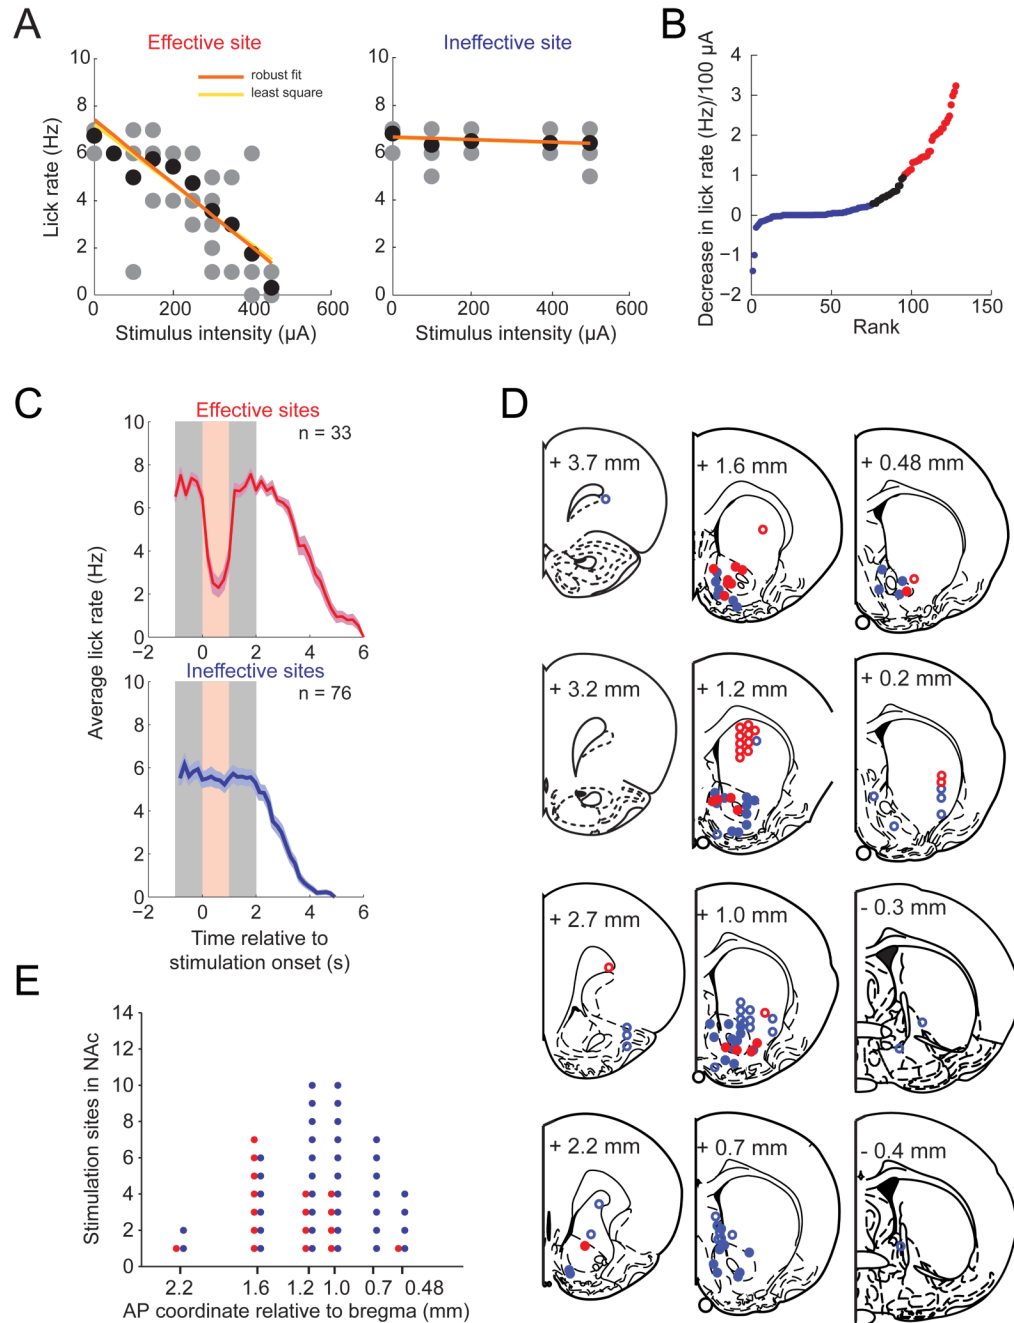 A
Effective site
10
8
6
4
2
0
0
200
400
600
Lick rate (Hz)
Stimulus intensity (µA)
robust fit
least square
Ineffective site
10
8
6
4
2
0
0
200
400
600
Stimulus intensity (µA)
B
Decrease in lick rate (Hz)/100 µA
4
3
2
1
0
−1
−2
0
50
100
150
Rank
C
Effective sites
n = 33
10
8
6
4
2
0
−2
0
2
4
6
Average lick rate (Hz)
Ineffective sites
n = 76
10
8
6
4
2
0
−2
0
2
4
6
Time relative to
stimulation onset (s)
D
+ 3.7 mm
+ 1.6 mm
+ 0.48 mm
+ 3.2 mm
+ 1.2 mm
+ 0.2 mm
+ 2.7 mm
+ 1.0 mm
- 0.3 mm
+ 2.2 mm
+ 0.7 mm
- 0.4 mm
E
Stimulation sites in NAc
14
12
10
8
6
4
2
0
2.2
1.6
1.2
1.0
0.7
0.48
AP coordinate relative to bregma (mm)